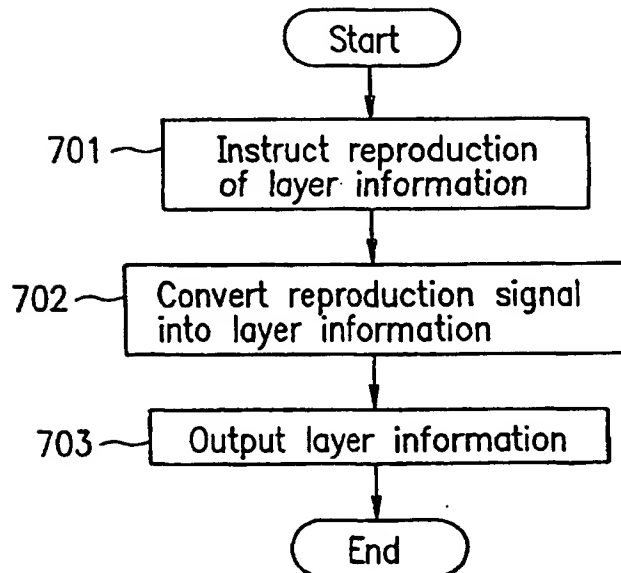 Start
701
Instruct reproduction
of layer information
702
Convert reproduction signal
into layer information
703
Output layer information
End